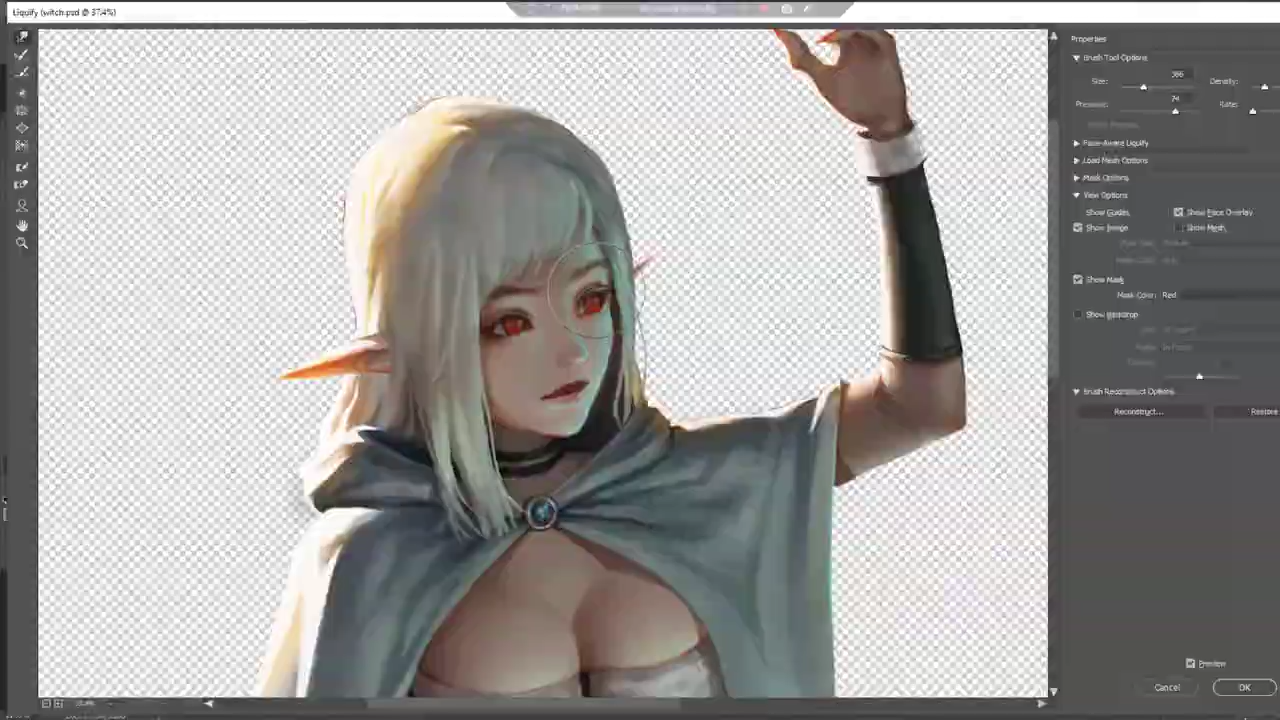 Liquify (witch.psd @ 37.4%)
Properties
Brush Tool Options
Size: 386 Density:
Pressure: 74 Rate:
Face-Aware Liquify
Load Mesh Options
Mask Options
View Options
Show Guides Show Face Overlay
Show Image Show Mesh
Show Mask
Mask Color: Red
Show Backdrop
Brush Reconstruct Options
Reconstruct... Restore
Preview
Cancel OK